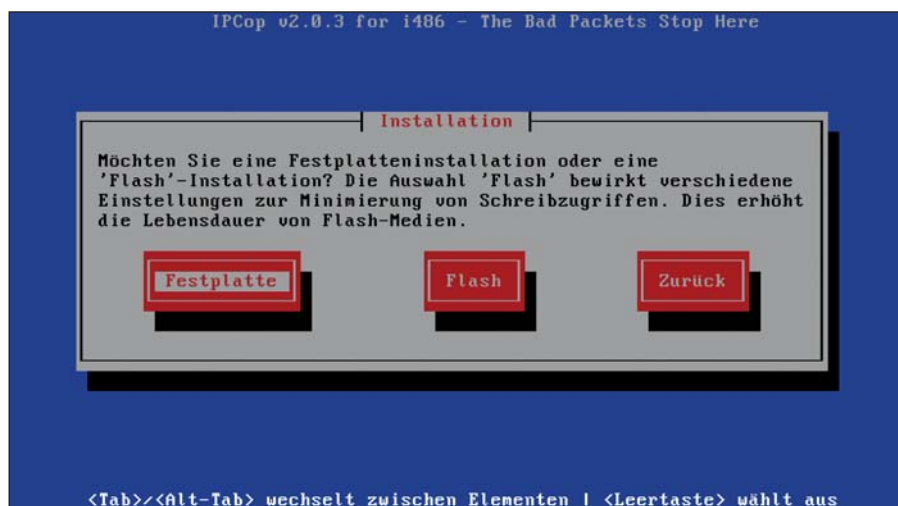 IPCop v2.0.3 for i486 - The Bad Packets Stop Here
Installation
Möchten Sie eine Festplatteninstallation oder eine
'Flash'-Installation? Die Auswahl 'Flash' bewirkt verschiedene
Einstellungen zur Minimierung von Schreibzugriffen. Dies erhöht
die Lebensdauer von Flash-Medien.
Festplatte Flash Zurück
<Tab>/<Alt-Tab> wechselt zwischen Elementen | <Leertaste> wählt aus